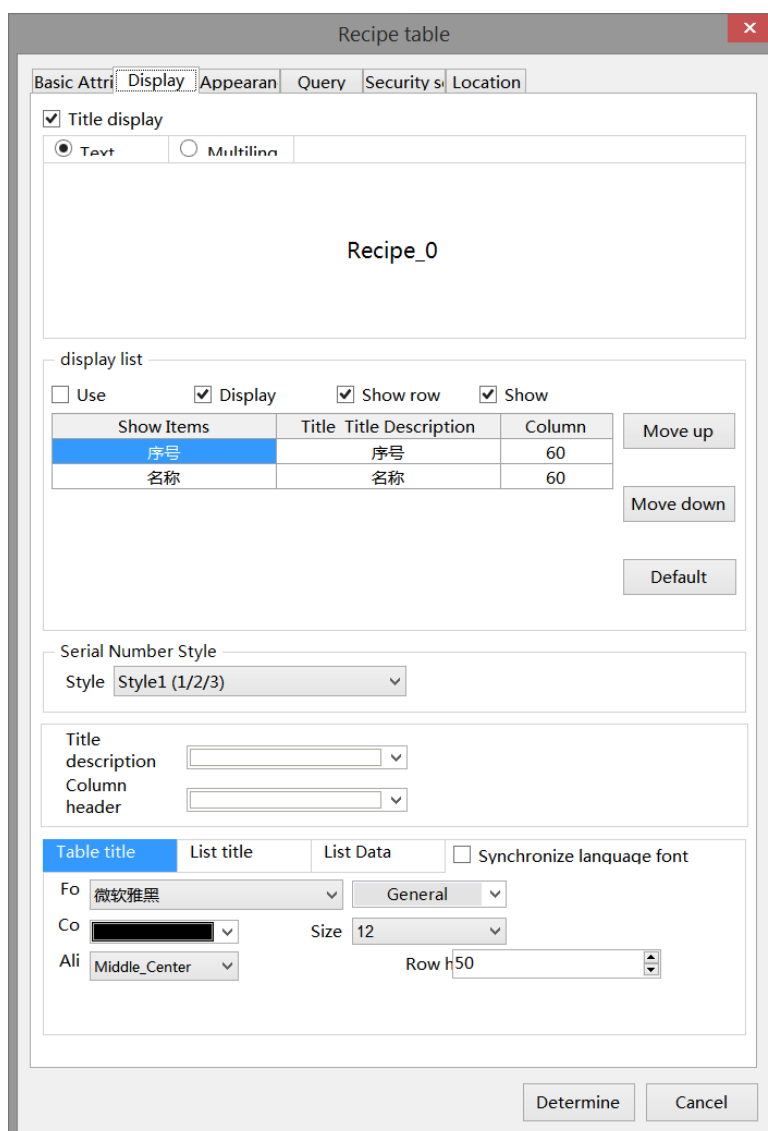 Recipe table
Basic Attri Display Appearan Query Security s Location
Title display
Text Multiling
Recipe_0
display list
Use Display Show row Show
Show Items Title Title Description Column
序号 序号 60
名称 名称 60
Move up
Move down
Default
Serial Number Style
Style Style1 (1/2/3)
Title
description
Column
header
Table title List title List Data Synchronize language font
Fo 微软雅黑 General
Co Size 12
Ali Middle_Center Row h 50
Determine Cancel